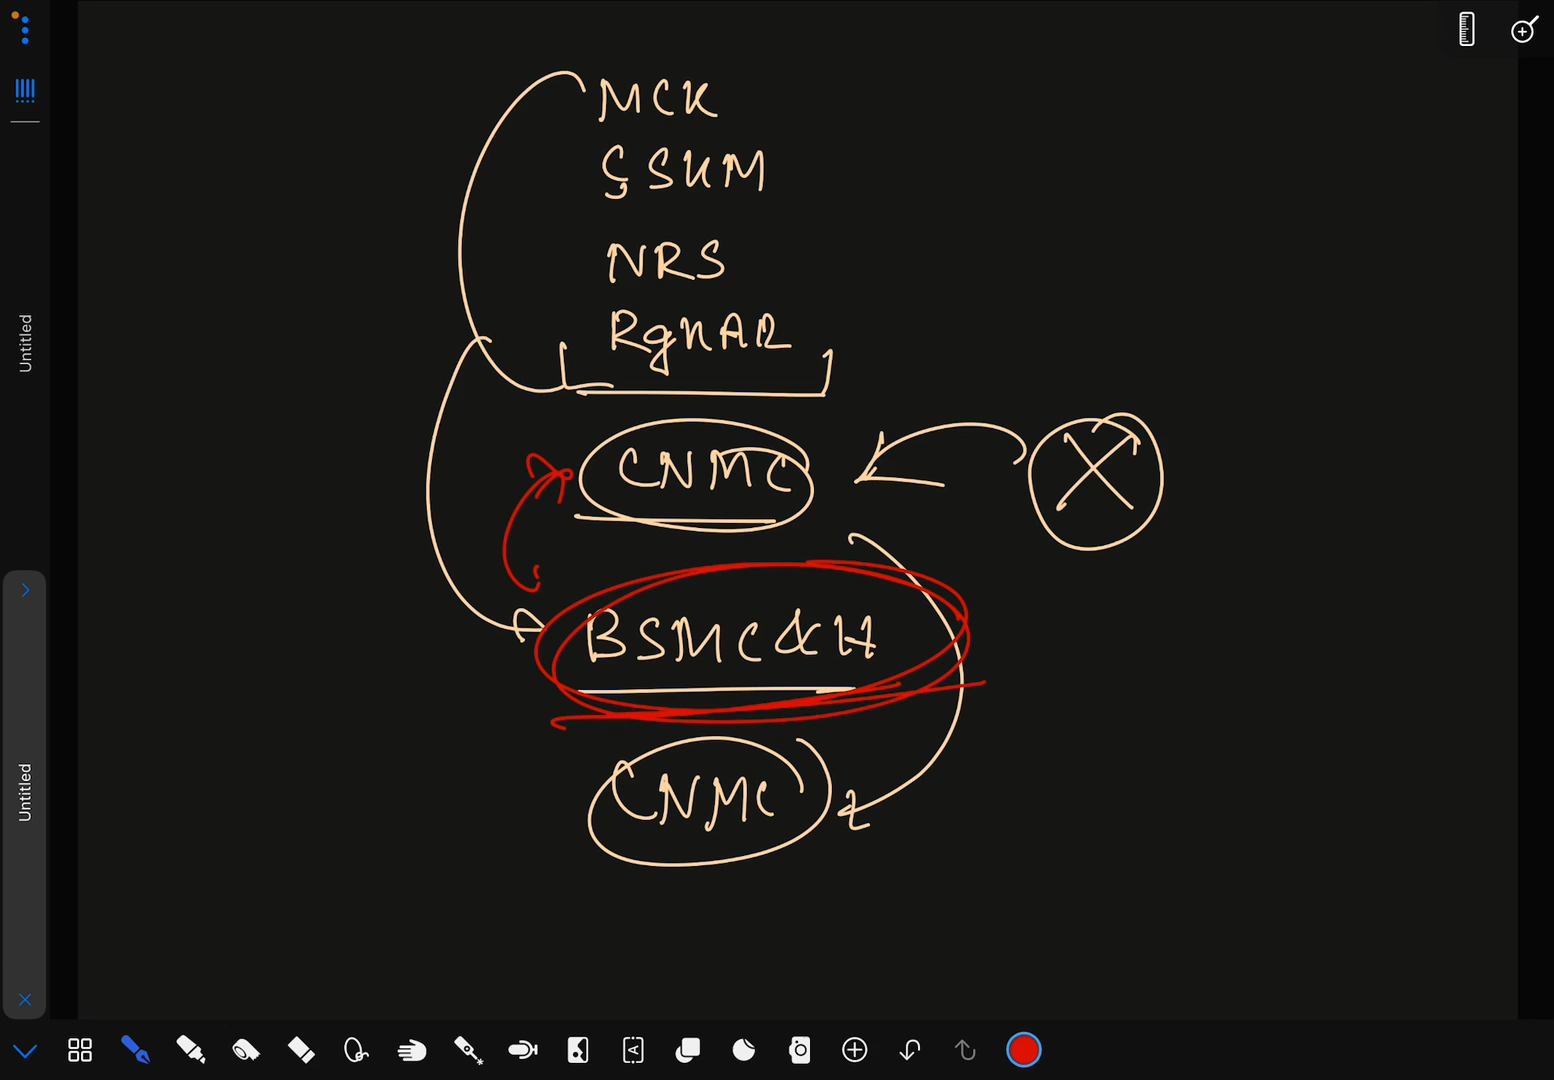 MCK
SSKM
NRS
RgKAR
CNMC
BSMC&H
CNMC
Untitled
Untitled